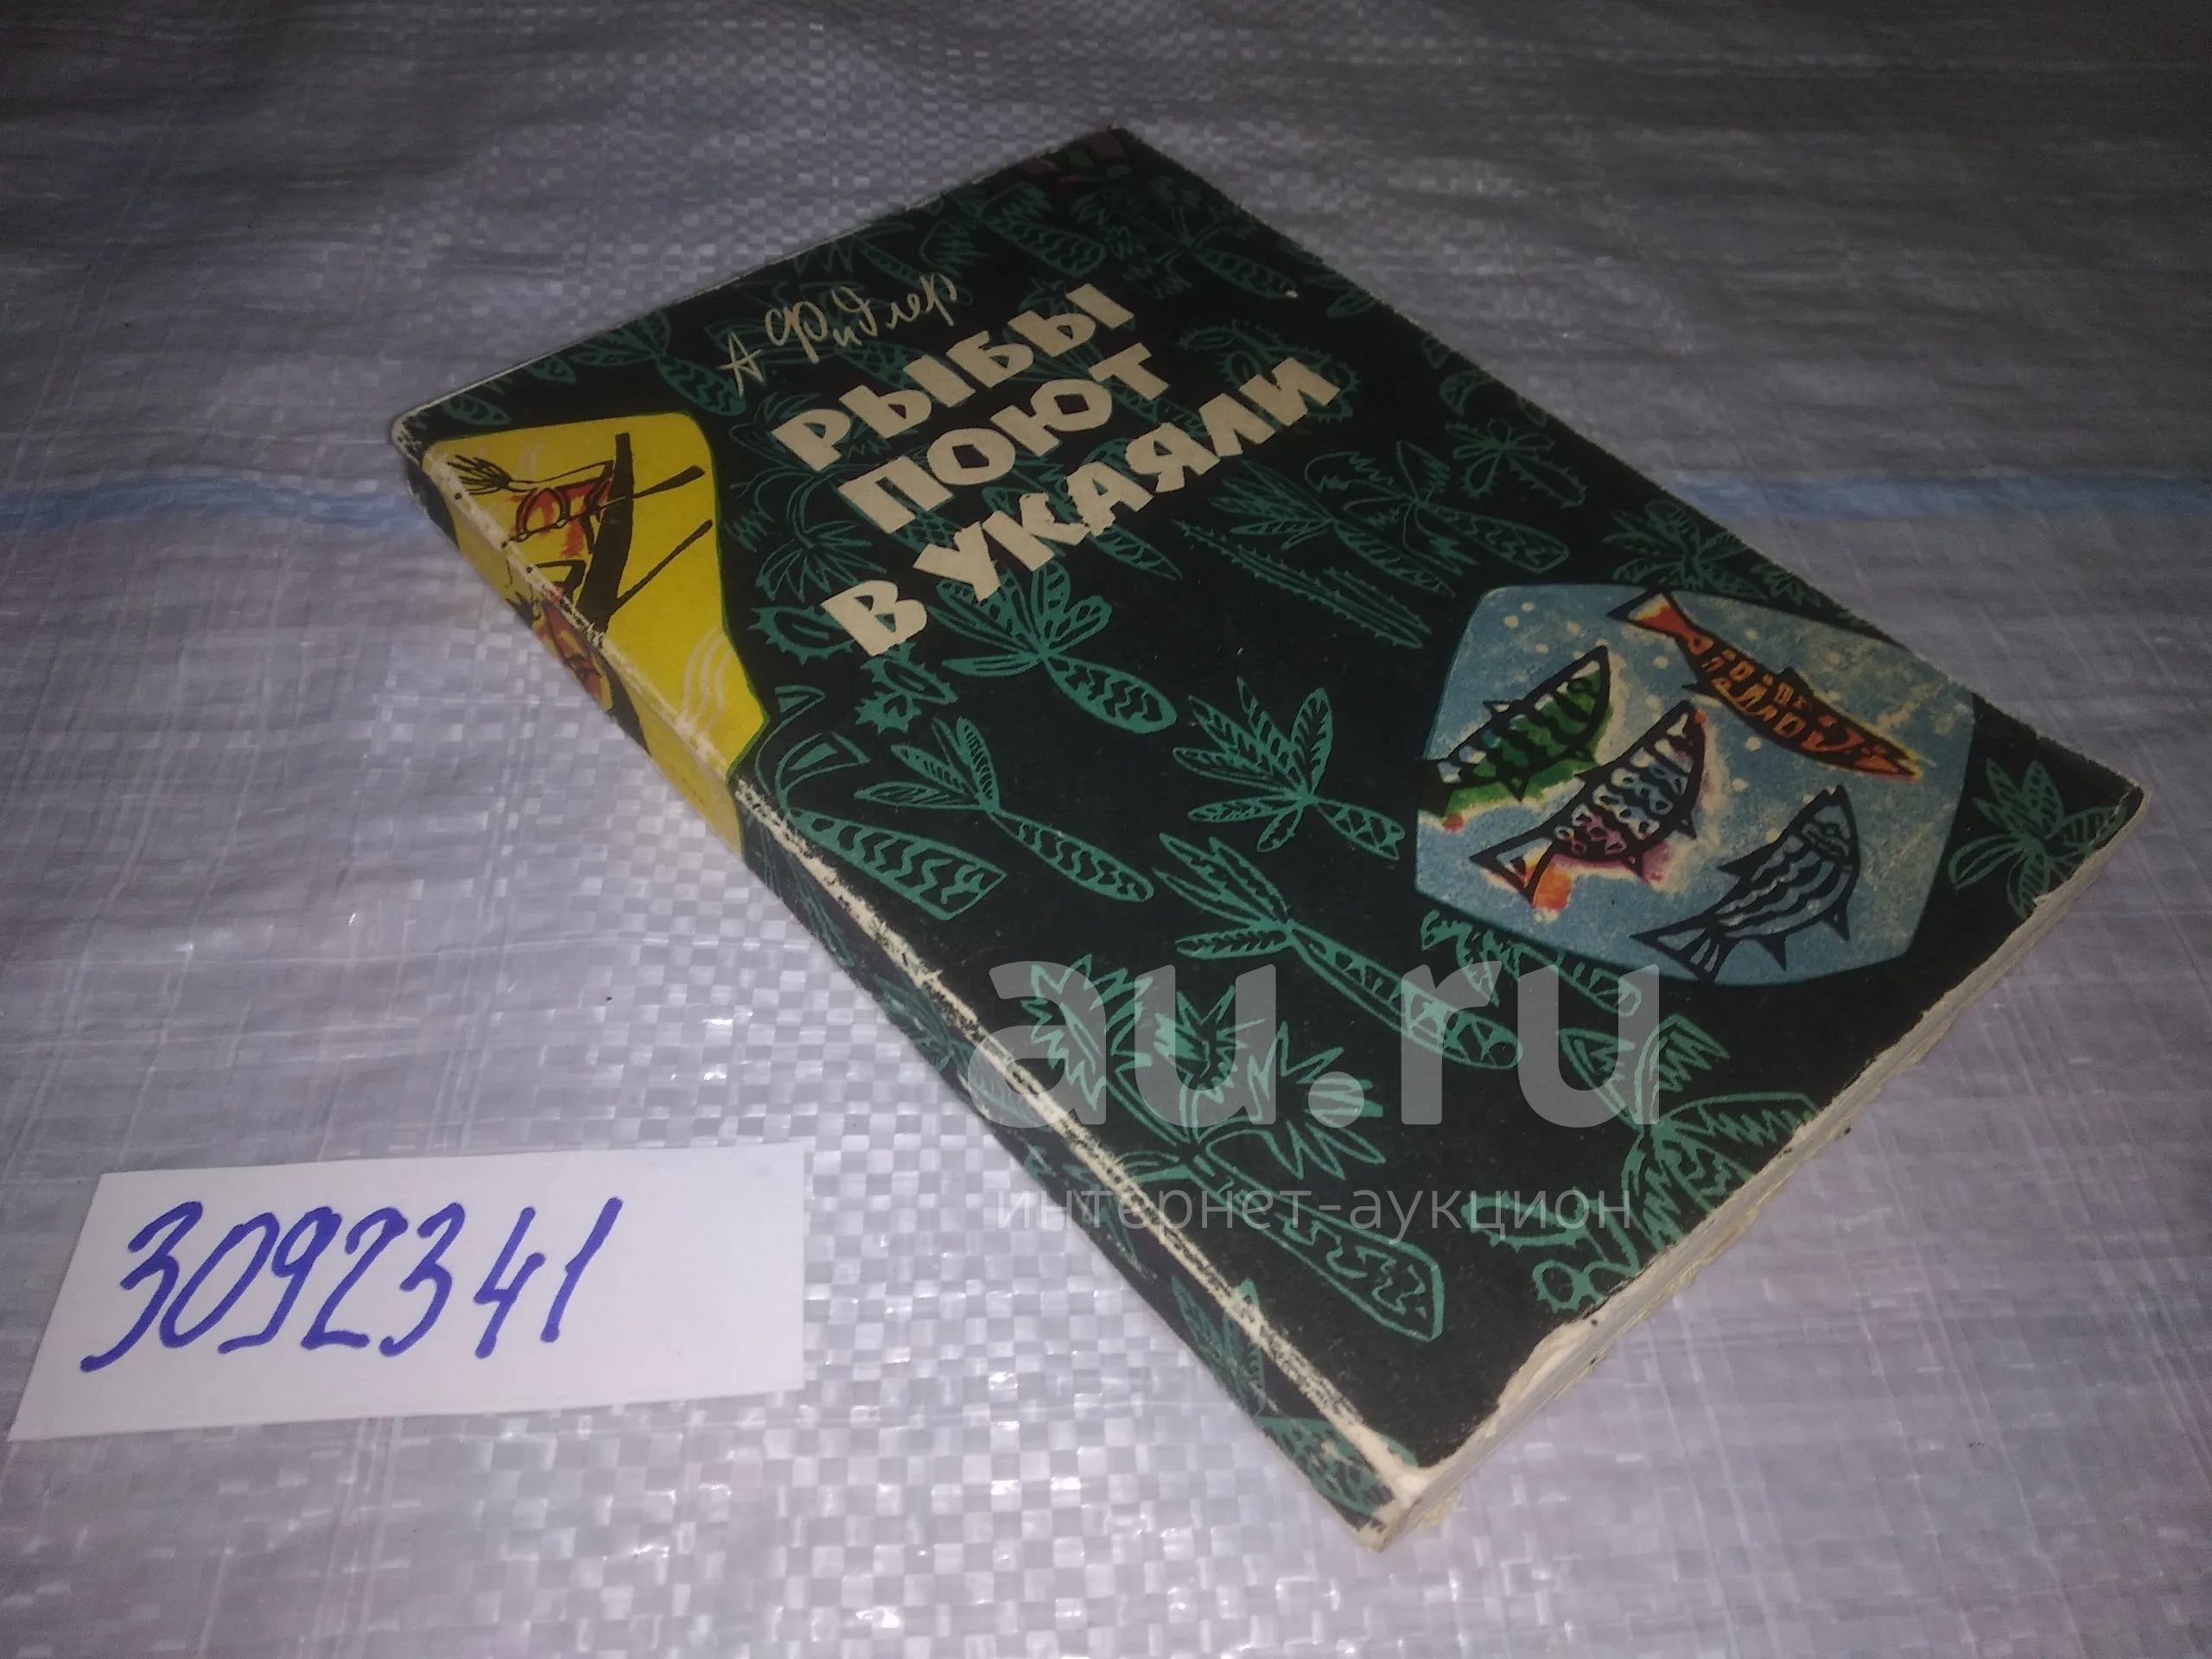 А Фидлер
РЫБЫ
ПОЮТ
В УКАЯЛИ
au.ru
интернет-аукцион
3092341